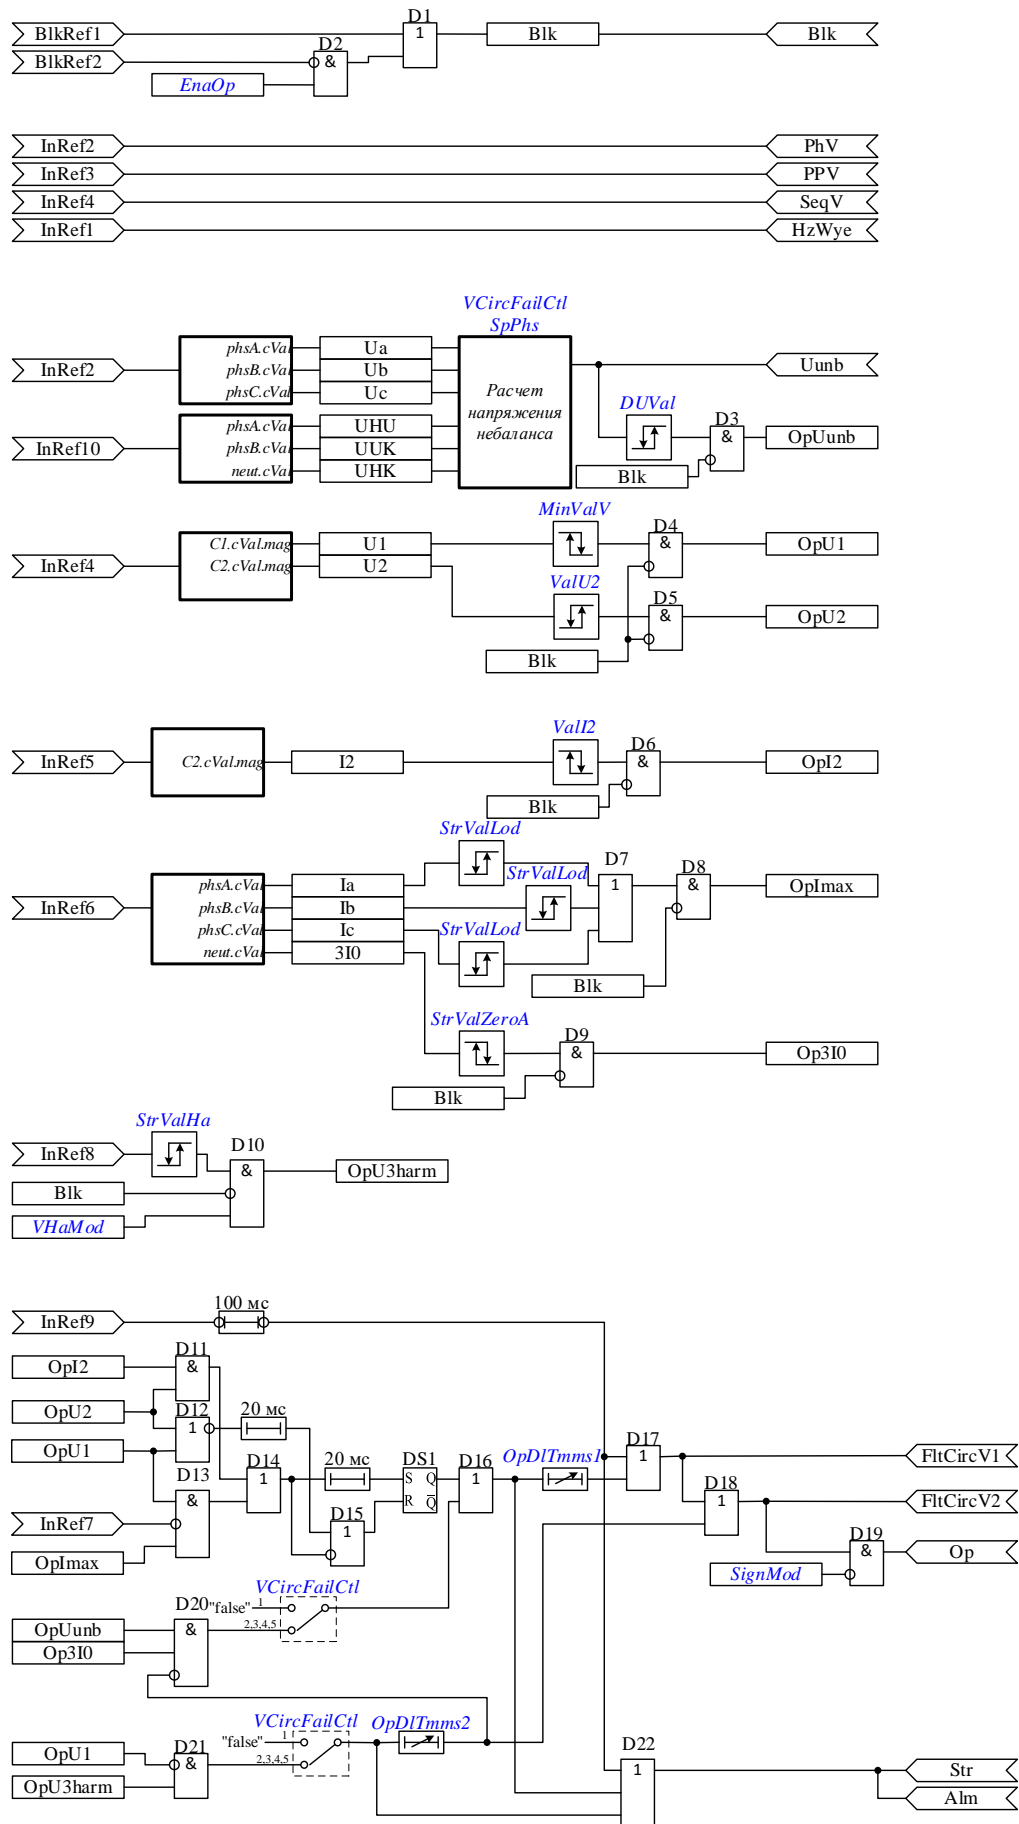 D1
BlkRef1
1
Blk
Blk
D2
BlkRef2
&
EnaOp
InRef2
PhV
InRef3
PPV
InRef4
SeqV
InRef1
HzWye
VCircFailCtl
SpPhs
InRef2
phsA.cVal
Ua
phsB.cVal
Ub
phsC.cVal
Uc
Расчет
напряжения
небаланса
Uunb
InRef10
phsA.cVal
UHU
phsB.cVal
UUK
neut.cVal
UHK
DUVal
D3
&
OpUunb
Blk
MinValV
InRef4
C1.cVal.mag
U1
C2.cVal.mag
U2
D4
&
OpU1
ValU2
D5
&
OpU2
Blk
ValI2
InRef5
C2.cVal.mag
I2
D6
&
OpI2
Blk
StrValLod
StrValLod
StrValLod
InRef6
phsA.cVal
Ia
phsB.cVal
Ib
phsC.cVal
Ic
neut.cVal
3I0
D7
1
D8
&
OpImax
Blk
StrValZeroA
D9
&
Op3I0
Blk
StrValHa
InRef8
D10
&
OpU3harm
Blk
VHaMod
InRef9
100 мс
OpI2
D11
&
OpU2
D12
1
20 мс
OpU1
D13
&
D14
1
20 мс
DS1
S Q
R Q
D16
1
OpDlTmms1
D17
1
FltCircV1
InRef7
D15
1
D18
1
FltCircV2
OpImax
D19
&
Op
SignMod
VCircFailCtl
"false"
1
2,3,4,5
D20
&
OpUunb
Op3I0
VCircFailCtl
OpDlTmms2
"false"
1
2,3,4,5
OpU1
D21
&
OpU3harm
D22
1
Str
Alm